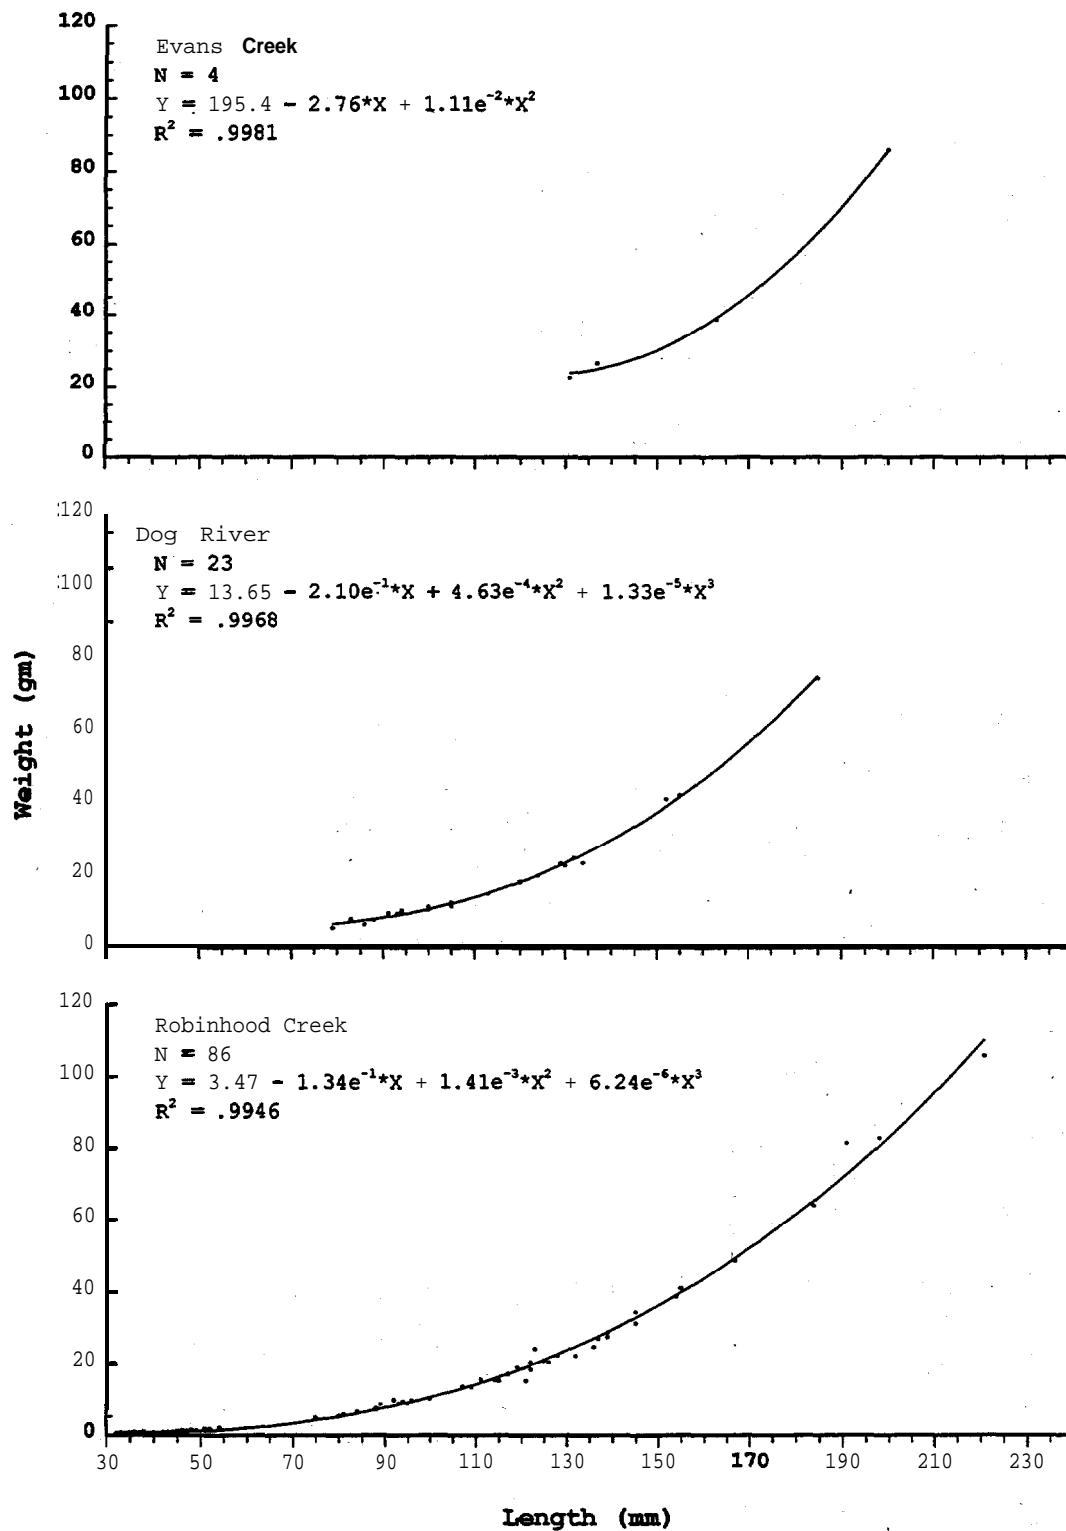 120
Evans Creek
N = 4
Y = 195.4 - 2.76*X + 1.11e⁻²*X²
R² = .9981
100
80
60
40
20
0
120
Dog River
N = 23
Y = 13.65 - 2.10e⁻¹*X + 4.63e⁻⁴*X² + 1.33e⁻⁵*X³
R² = .9968
100
80
60
40
20
0
Weight (gm)
120
Robinhood Creek
N = 86
Y = 3.47 - 1.34e⁻¹*X + 1.41e⁻³*X² + 6.24e⁻⁶*X³
R² = .9946
100
80
60
40
20
0
30 50 70 90 110 130 150 170 190 210 230
Length (mm)